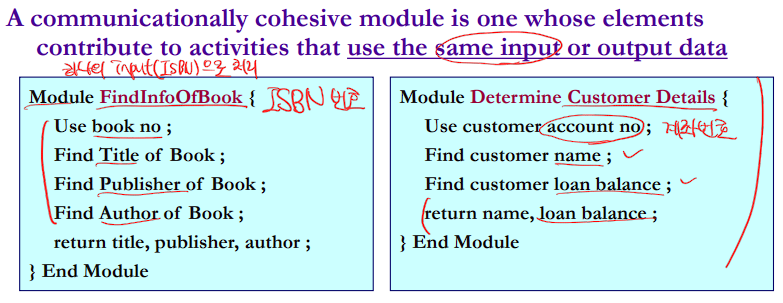 A communicationally cohesive module is one whose elements
contribute to activities that use the same input or output data
하나의 input(ISBN)으로 처리
Module FindInfoOfBook { ISBN 번호
Use book no ;
Find Title of Book ;
Find Publisher of Book ;
Find Author of Book ;
return title, publisher, author ;
} End Module
Module Determine Customer Details {
Use customer account no ; 계좌번호
Find customer name ;
Find customer loan balance ;
return name, loan balance ;
} End Module